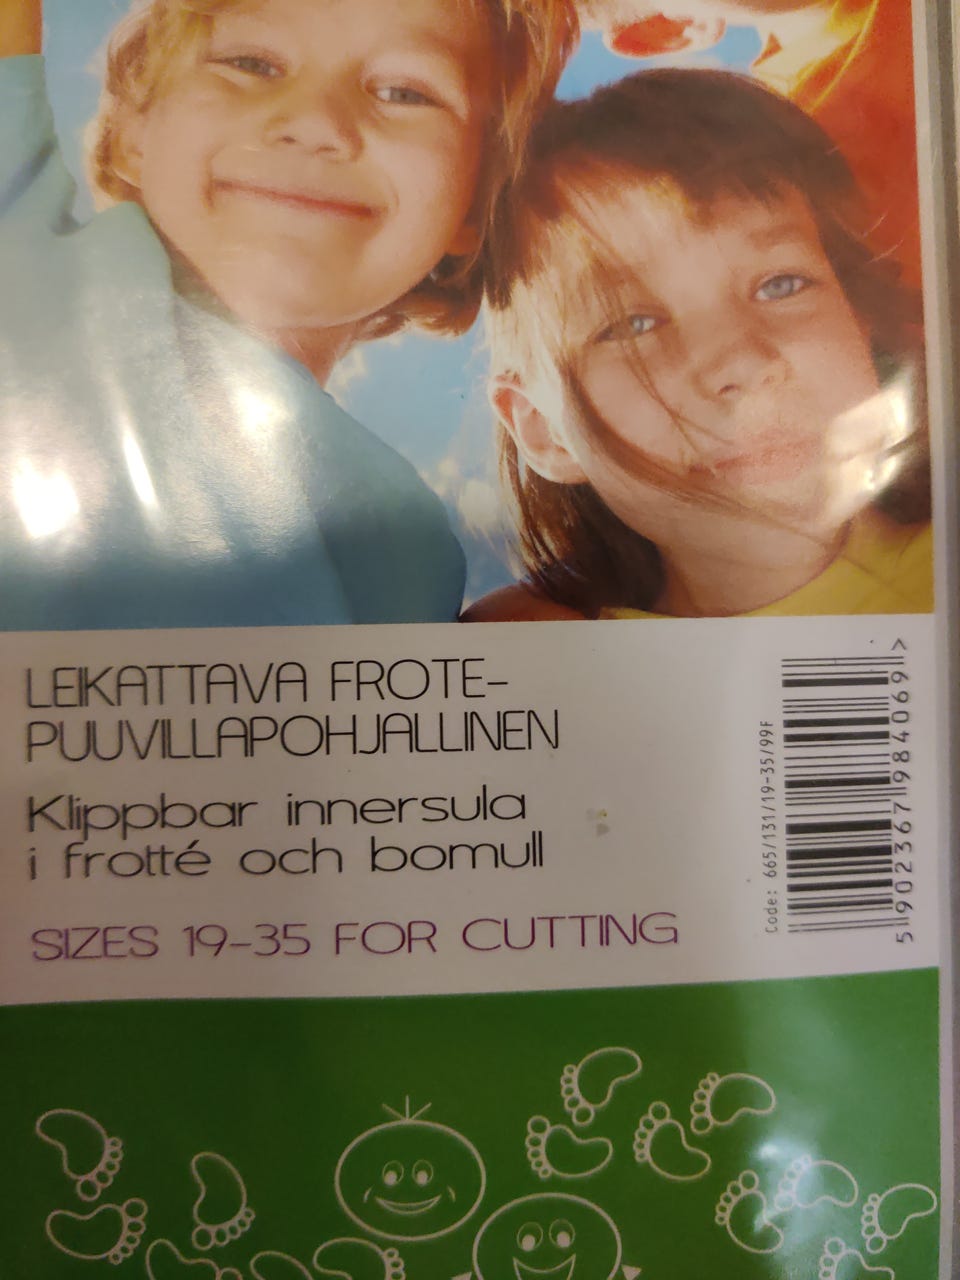 LEIKATTAVA FROTE-
PUUVILLAPOHJALLINEN
Klippbar innersula
i frotté och bomull
SIZES 19-35 FOR CUTTING
Code: 665/131/19-35/99F
5 902367 984069 >